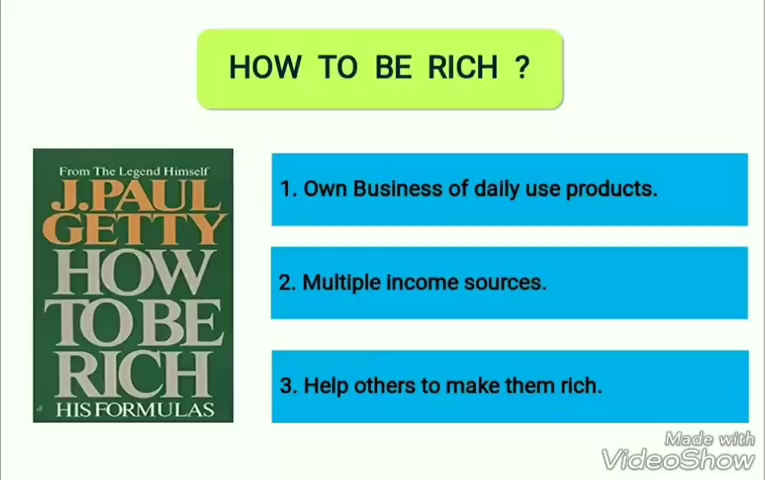 HOW TO BE RICH ?
From The Legend Himself
J.PAUL
GETTY
HOW
TO BE
RICH
HIS FORMULAS
1. Own Business of daily use products.
2. Multiple income sources.
3. Help others to make them rich.
Made with
VideoShow